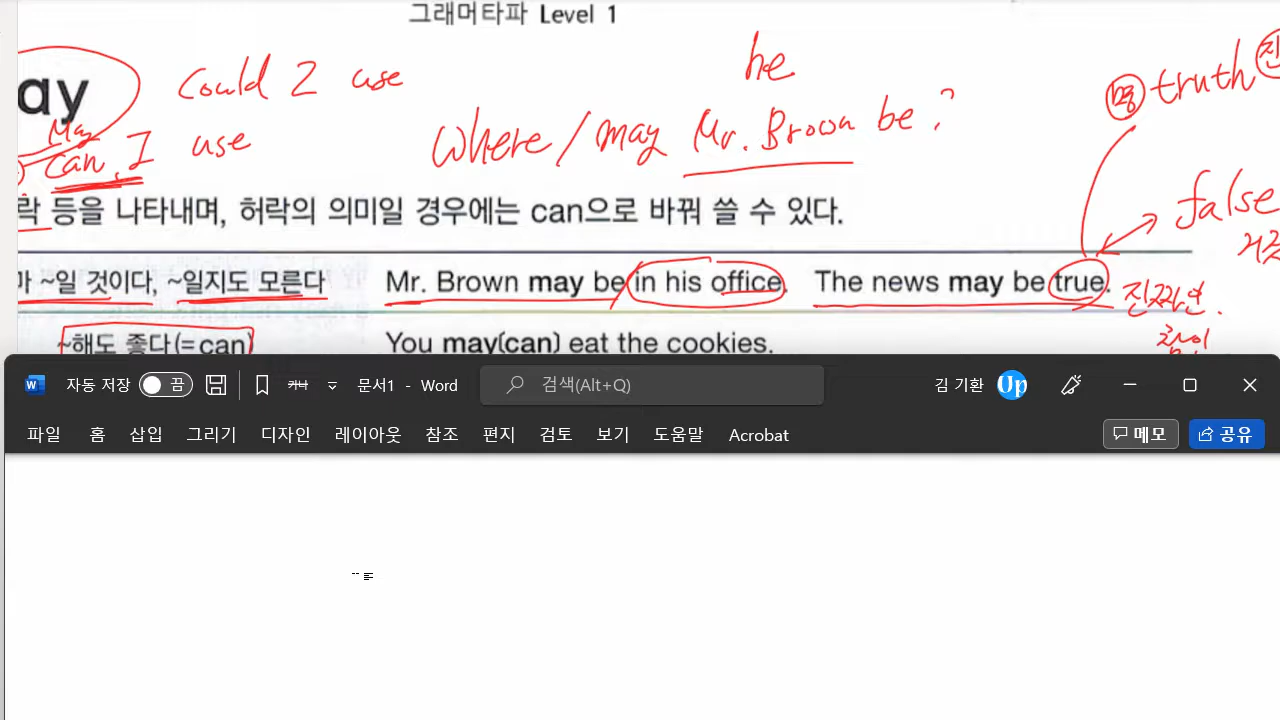 그래머타파 Level 1
ay
Could I use
he
May
Can I use
Where / may Mr. Brown be?
명 truth 진
락 등을 나타내며, 허락의 의미일 경우에는 can으로 바꿔 쓸 수 있다.
false
마 ~일 것이다, ~일지도 모른다 Mr. Brown may be in his office. The news may be true.
진짜인.
참인
~해도 좋다(=can) You may(can) eat the cookies.
자동 저장 끔 가나 문서1 - Word 검색(Alt+Q) 김 기환 Up
파일 홈 삽입 그리기 디자인 레이아웃 참조 편지 검토 보기 도움말 Acrobat 메모 공유